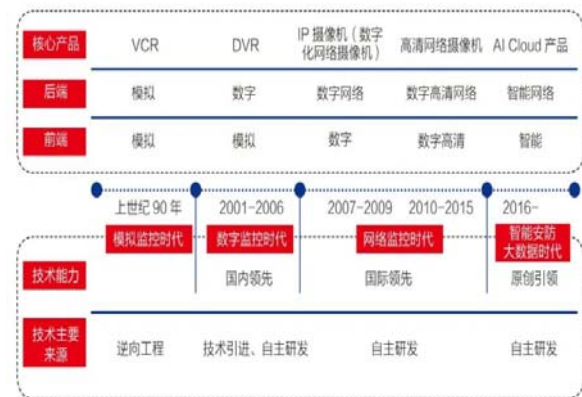 核心产品 VCR DVR IP 摄像机（数字化网络摄像机） 高清网络摄像机 AI Cloud 产品
后端 模拟 数字 数字网络 数字高清网络 智能网络
前端 模拟 模拟 数字 数字高清 智能
上世纪 90 年 2001-2006 2007-2009 2010-2015 2016-
模拟监控时代 数字监控时代 网络监控时代 智能安防大数据时代
技术能力 国内领先 国际领先 原创引领
技术主要来源 逆向工程 技术引进、自主研发 自主研发 自主研发